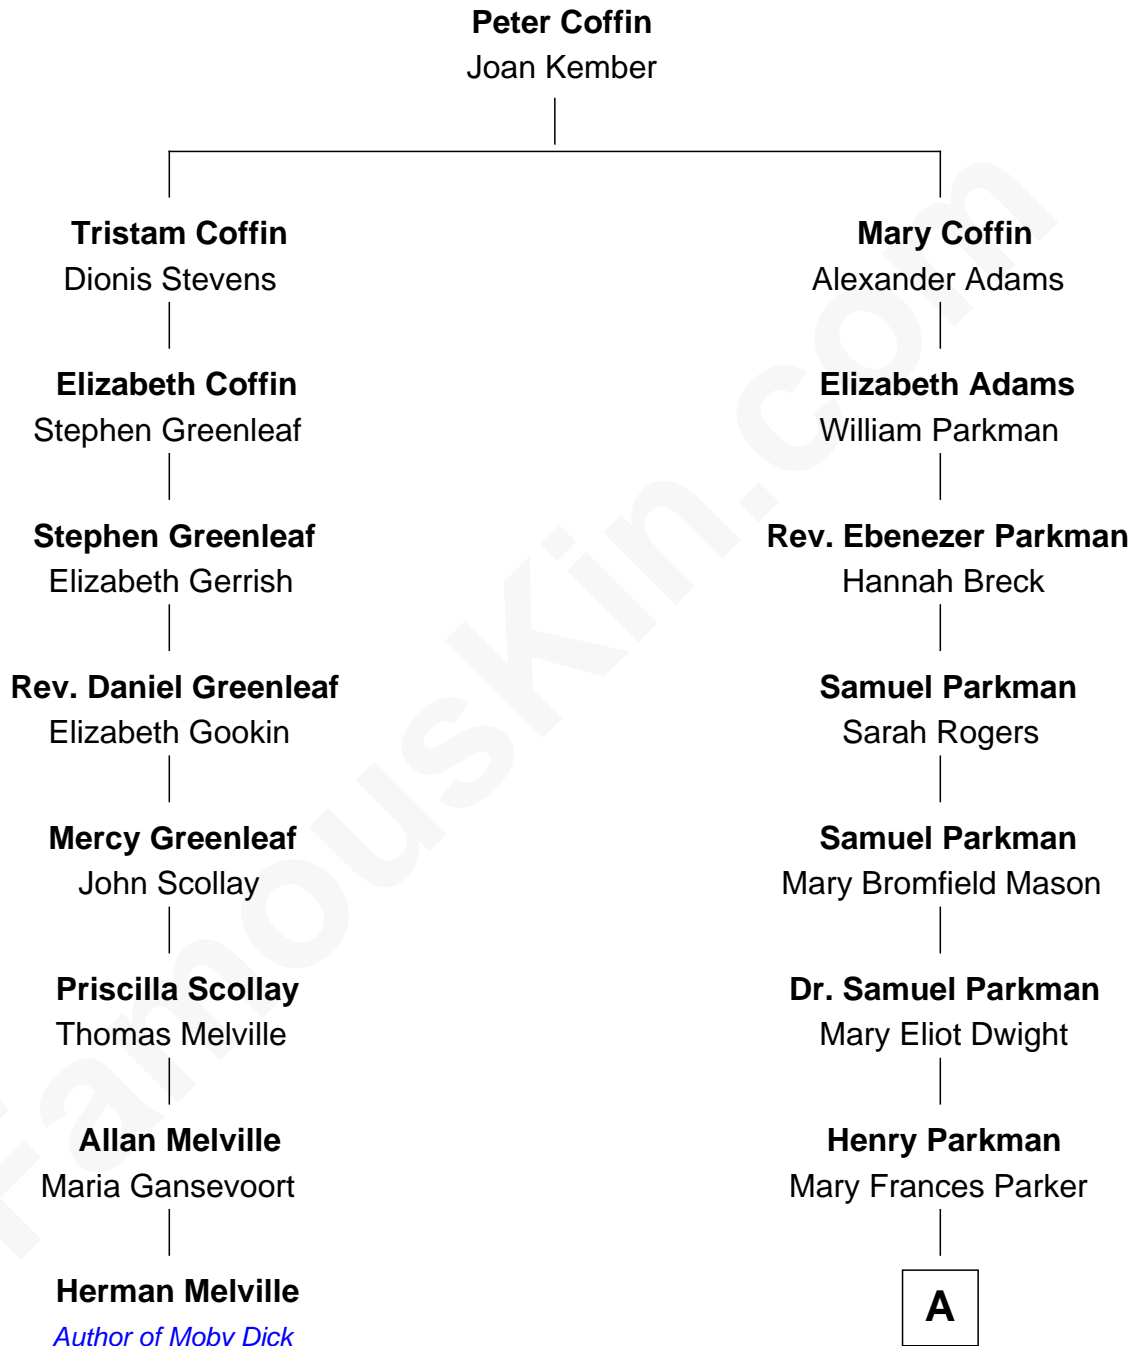 Peter Coffin
Joan Kember
Tristam Coffin
Dionis Stevens
Mary Coffin
Alexander Adams
Elizabeth Coffin
Stephen Greenleaf
Elizabeth Adams
William Parkman
Stephen Greenleaf
Elizabeth Gerrish
Rev. Ebenezer Parkman
Hannah Breck
Rev. Daniel Greenleaf
Elizabeth Gookin
Samuel Parkman
Sarah Rogers
Mercy Greenleaf
John Scollay
Samuel Parkman
Mary Bromfield Mason
Priscilla Scollay
Thomas Melville
Dr. Samuel Parkman
Mary Eliot Dwight
Allan Melville
Maria Gansevoort
Henry Parkman
Mary Frances Parker
Herman Melville
Author of Moby Dick
A
FamousKin.com